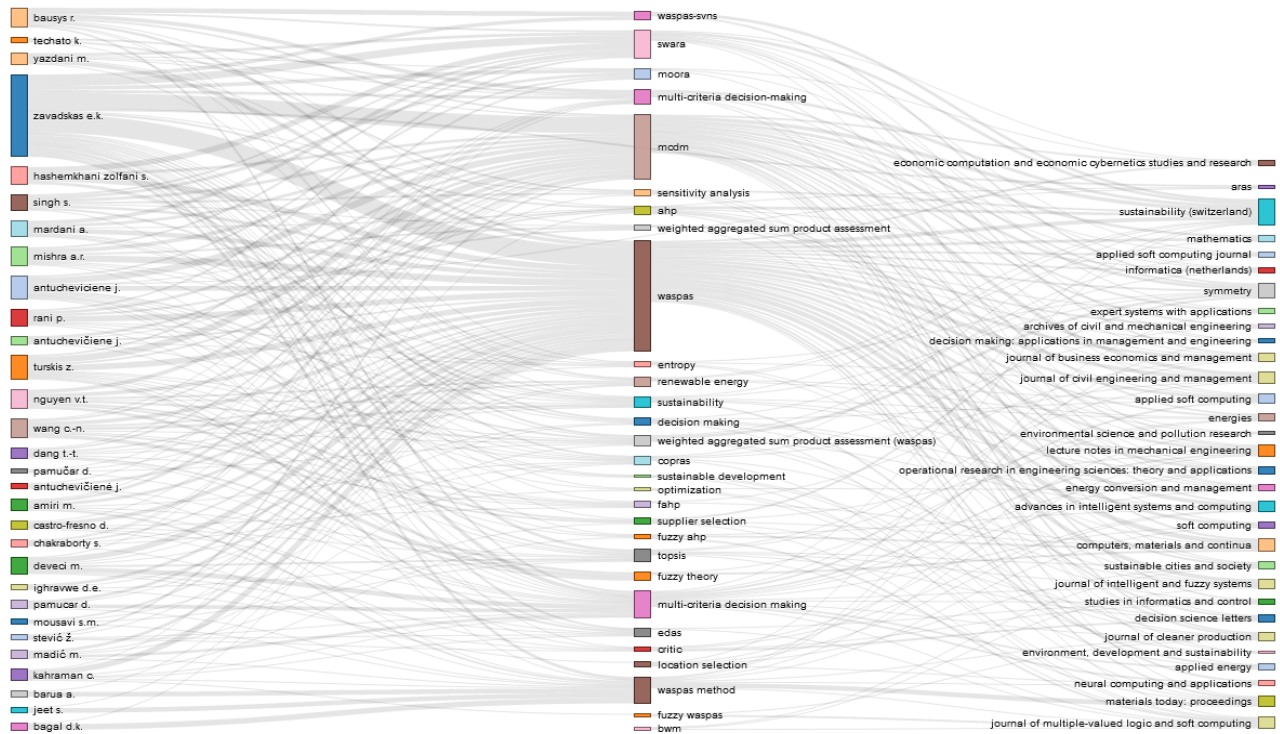 bausys r.
techato k.
yazdani m.
zavadskas e.k.
hashemkhani zolfani s.
singh s.
mardani a.
mishra a.r.
antucheviciene j.
rani p.
antuchevičiene j.
turskis z.
nguyen v.t.
wang c.-n.
dang t.-t.
pamučar d.
antuchevičienė j.
amiri m.
castro-fresno d.
chakraborty s.
deveci m.
ighravwe d.e.
pamucar d.
mousavi s.m.
stević ž.
madić m.
kahraman c.
barua a.
jeet s.
bagal d.k.
waspas-svns
swara
moora
multi-criteria decision-making
mcdm
sensitivity analysis
ahp
weighted aggregated sum product assessment
waspas
entropy
renewable energy
sustainability
decision making
weighted aggregated sum product assessment (waspas)
copras
sustainable development
optimization
fahp
supplier selection
fuzzy ahp
topsis
fuzzy theory
multi-criteria decision making
edas
critic
location selection
waspas method
fuzzy waspas
bwm
economic computation and economic cybernetics studies and research
aras
sustainability (switzerland)
mathematics
applied soft computing journal
informatica (netherlands)
symmetry
expert systems with applications
archives of civil and mechanical engineering
decision making: applications in management and engineering
journal of business economics and management
journal of civil engineering and management
applied soft computing
energies
environmental science and pollution research
lecture notes in mechanical engineering
operational research in engineering sciences: theory and applications
energy conversion and management
advances in intelligent systems and computing
soft computing
computers, materials and continua
sustainable cities and society
journal of intelligent and fuzzy systems
studies in informatics and control
decision science letters
journal of cleaner production
environment, development and sustainability
applied energy
neural computing and applications
materials today: proceedings
journal of multiple-valued logic and soft computing